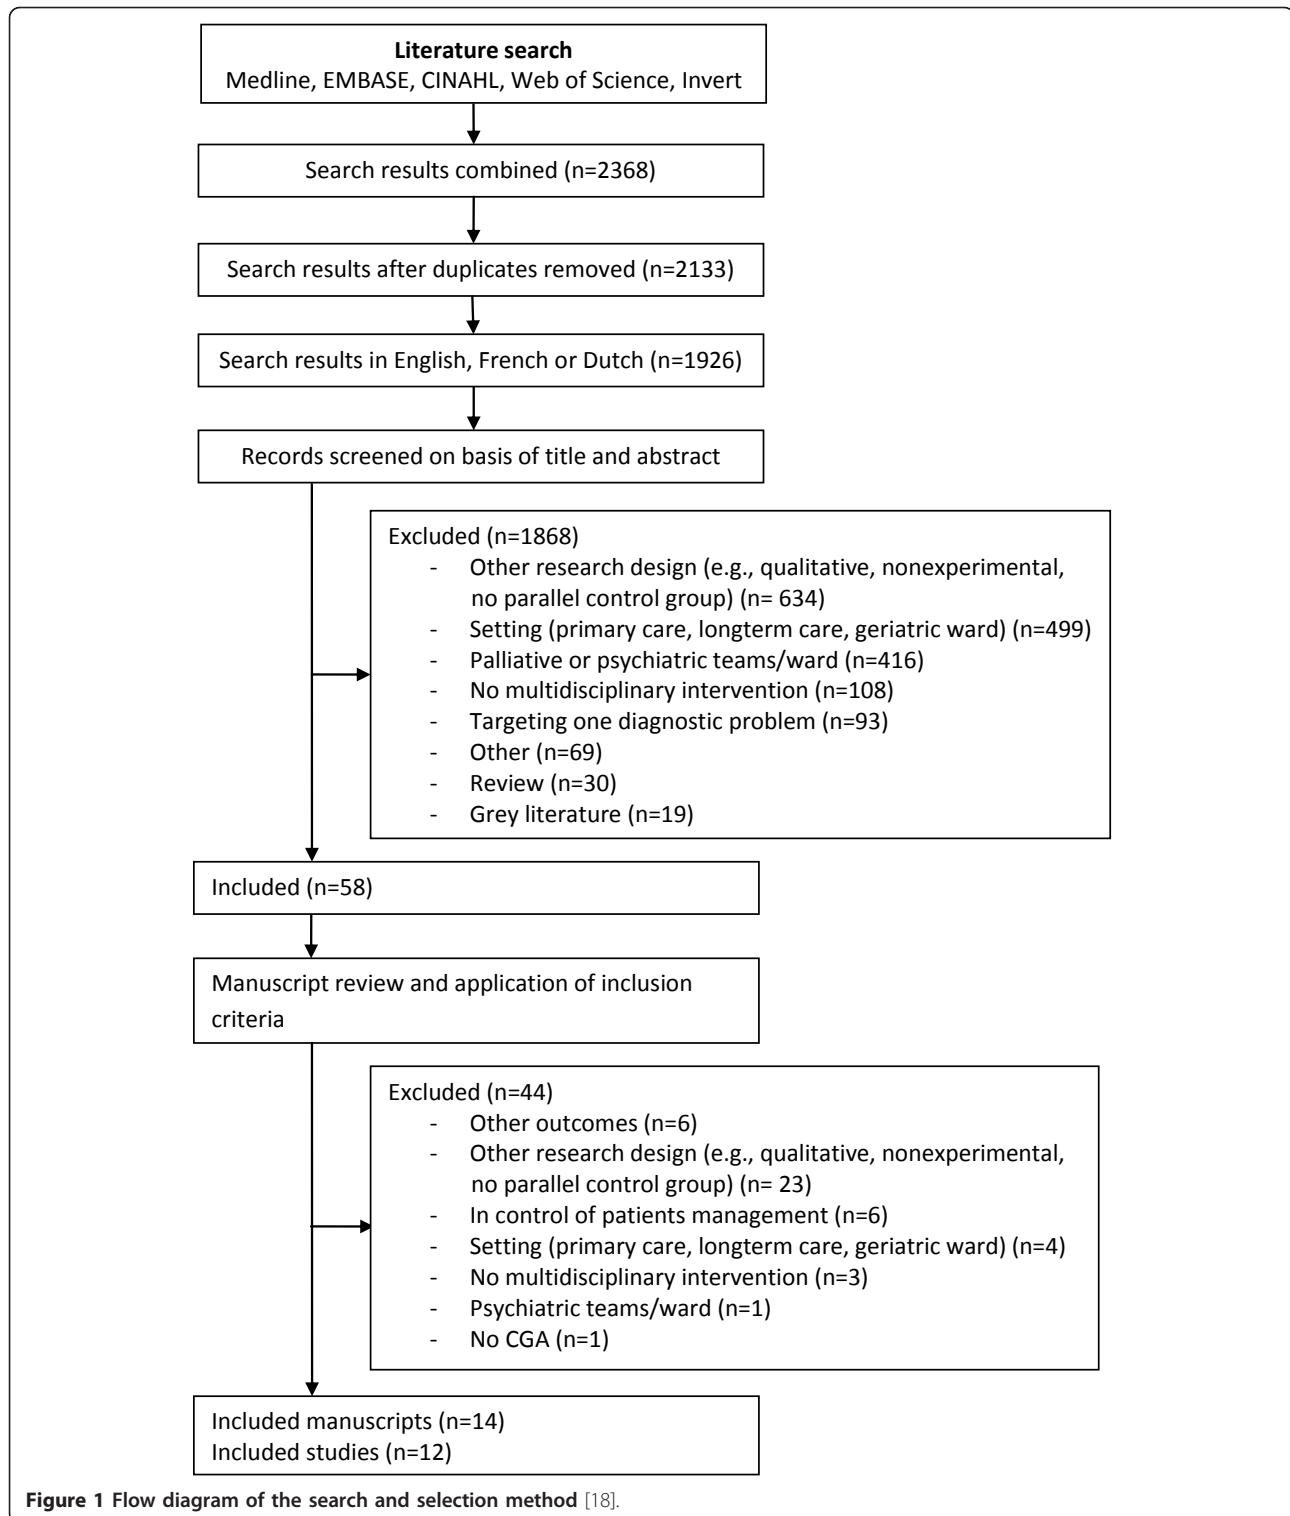 Literature search
Medline, EMBASE, CINAHL, Web of Science, Invert
Search results combined (n=2368)
Search results after duplicates removed (n=2133)
Search results in English, French or Dutch (n=1926)
Records screened on basis of title and abstract
Excluded (n=1868)
- Other research design (e.g., qualitative, nonexperimental,
no parallel control group) (n= 634)
- Setting (primary care, longterm care, geriatric ward) (n=499)
- Palliative or psychiatric teams/ward (n=416)
- No multidisciplinary intervention (n=108)
- Targeting one diagnostic problem (n=93)
- Other (n=69)
- Review (n=30)
- Grey literature (n=19)
Included (n=58)
Manuscript review and application of inclusion
criteria
Excluded (n=44)
- Other outcomes (n=6)
- Other research design (e.g., qualitative, nonexperimental,
no parallel control group) (n= 23)
- In control of patients management (n=6)
- Setting (primary care, longterm care, geriatric ward) (n=4)
- No multidisciplinary intervention (n=3)
- Psychiatric teams/ward (n=1)
- No CGA (n=1)
Included manuscripts (n=14)
Included studies (n=12)
Figure 1 Flow diagram of the search and selection method [18].